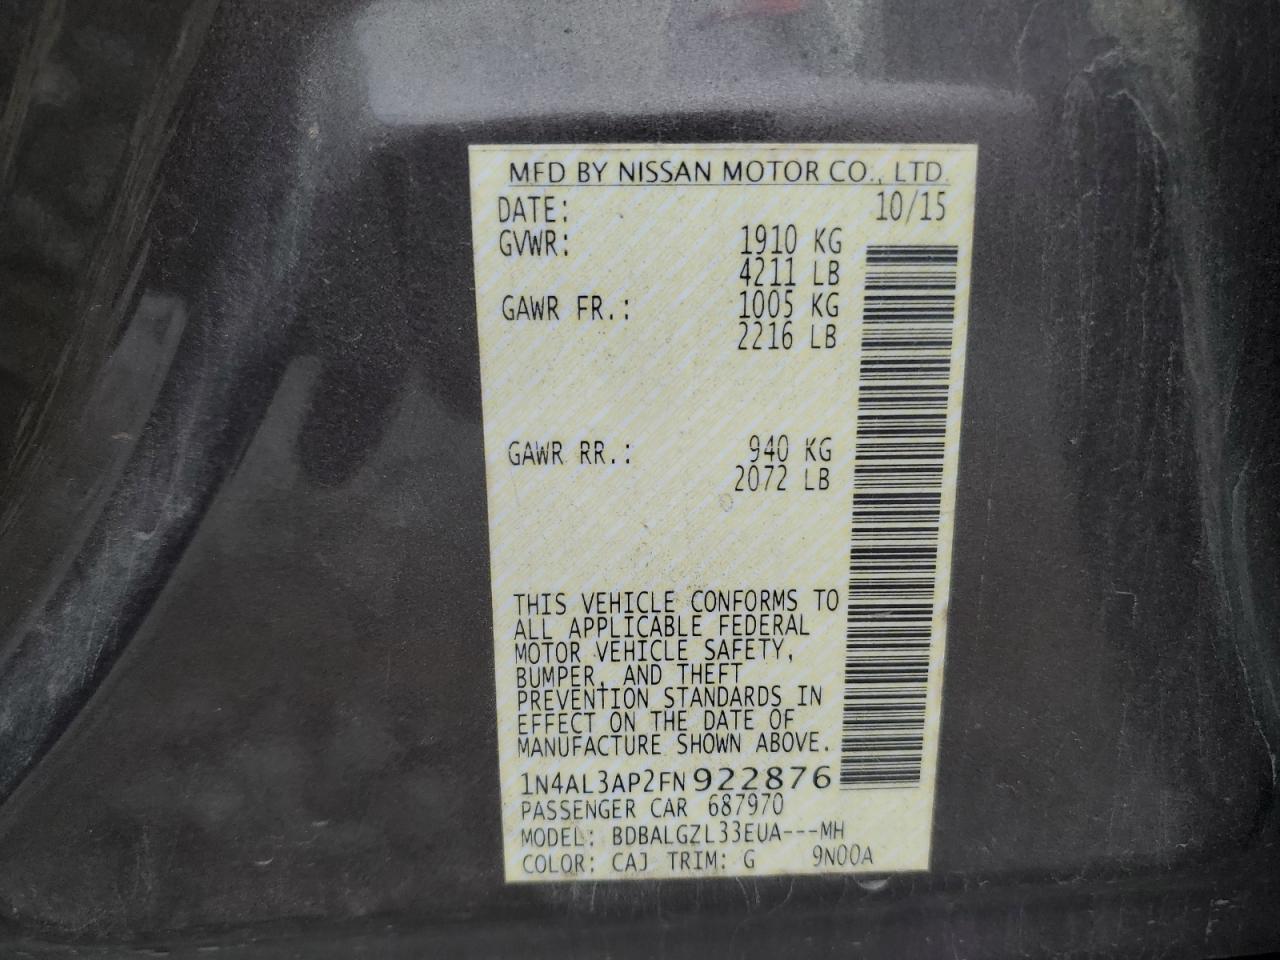 MFD BY NISSAN MOTOR CO., LTD.
DATE: 10/15
GVWR: 1910 KG
4211 LB
GAWR FR.: 1005 KG
2216 LB
GAWR RR.: 940 KG
2072 LB
THIS VEHICLE CONFORMS TO
ALL APPLICABLE FEDERAL
MOTOR VEHICLE SAFETY,
BUMPER, AND THEFT
PREVENTION STANDARDS IN
EFFECT ON THE DATE OF
MANUFACTURE SHOWN ABOVE.
1N4AL3AP2FN922876
PASSENGER CAR 687970
MODEL: BDBALGZL33EUA---MH
COLOR: CAJ TRIM: G 9N00A